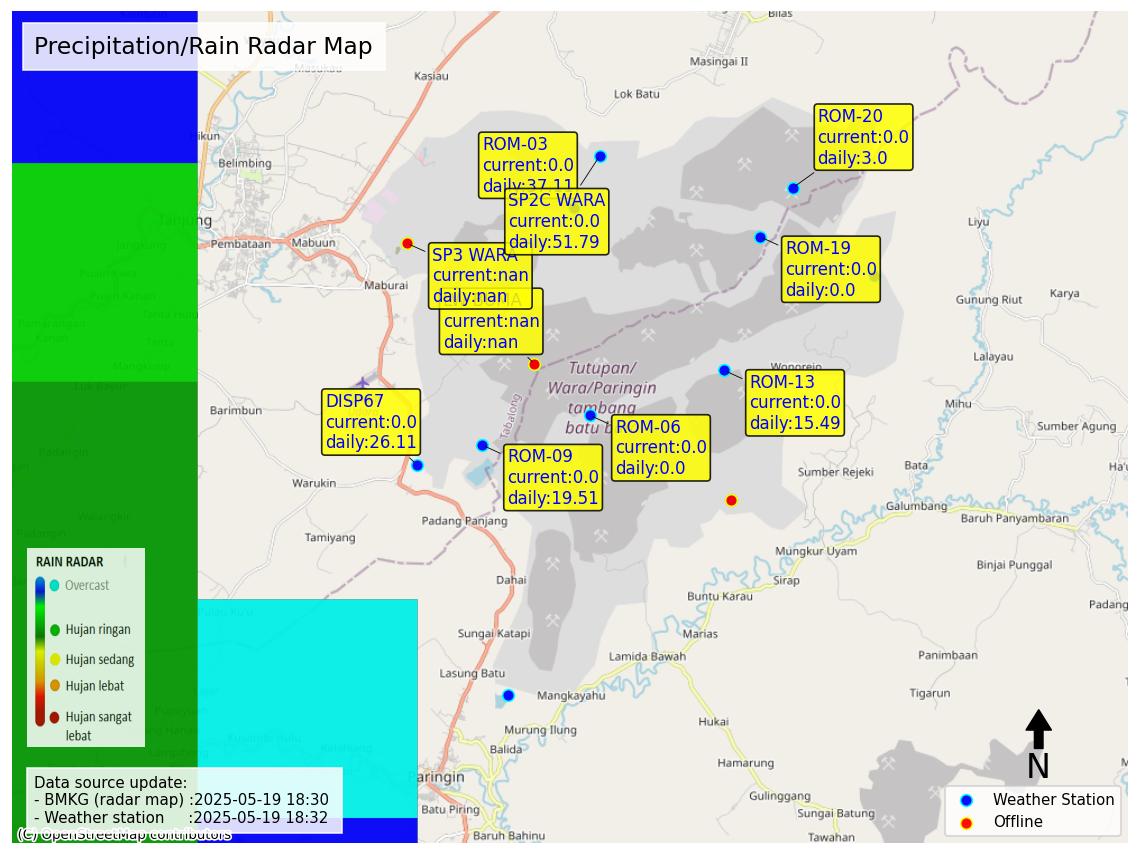 Precipitation/Rain Radar Map
Bilas
Masingai II
Kasiau
Lok Batu
Hikun
Belimbing
Tanjung
Pembataan
Mabuun
Maburai
ROM-03
current:0.0
daily:37.11
SP2C WARA
current:0.0
daily:51.79
ROM-20
current:0.0
daily:3.0
ROM-19
current:0.0
daily:0.0
SP3 WARA
current:nan
daily:nan
current:nan
daily:nan
Liyu
Gunung Riut
Karya
Lalayau
Mihu
Sumber Agung
Bata
Wonorejo
Tutupan/
Wara/Paringin
tambang
batu
Tabalong
ROM-13
current:0.0
daily:15.49
DISP67
current:0.0
daily:26.11
ROM-06
current:0.0
daily:0.0
ROM-09
current:0.0
daily:19.51
Barimbun
Warukin
Padang Panjang
Tamiyang
Dahai
Sumber Rejeki
Galumbang
Baruh Panyambaran
Mungkur Uyam
Binjai Punggal
Sirap
Buntu Karau
Padang
Marias
Sungai Katapi
Lamida Bawah
Panimbaan
Lasung Batu
Mangkayahu
Tigarun
Hukai
Murung Ilung
Balida
Hamarung
Paringin
Gulinggang
Batu Piring
Sungai Batung
Baruh Bahinu
Tawahan
RAIN RADAR
Overcast
Hujan ringan
Hujan sedang
Hujan lebat
Hujan sangat
lebat
Data source update:
- BMKG (radar map) :2025-05-19 18:30
- Weather station :2025-05-19 18:32
(C) OpenStreetMap contributors
N
Weather Station
Offline